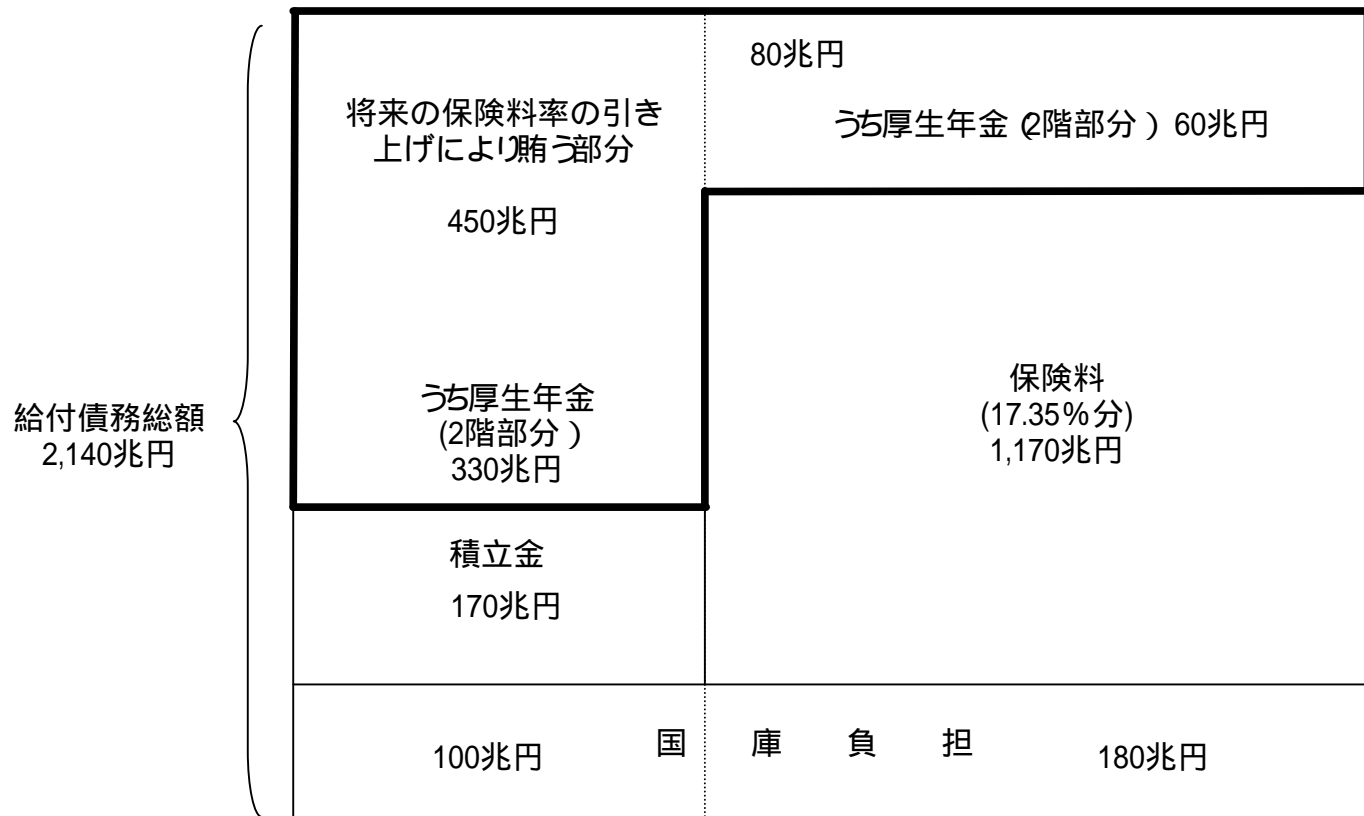 80兆円
将来の保険料率の引き
上げにより賄う部分
うち厚生年金(2階部分) 60兆円
450兆円
うち厚生年金
(2階部分)
330兆円
保険料
(17.35%分)
1,170兆円
給付債務総額
2,140兆円
積立金
170兆円
100兆円 国庫負担 180兆円